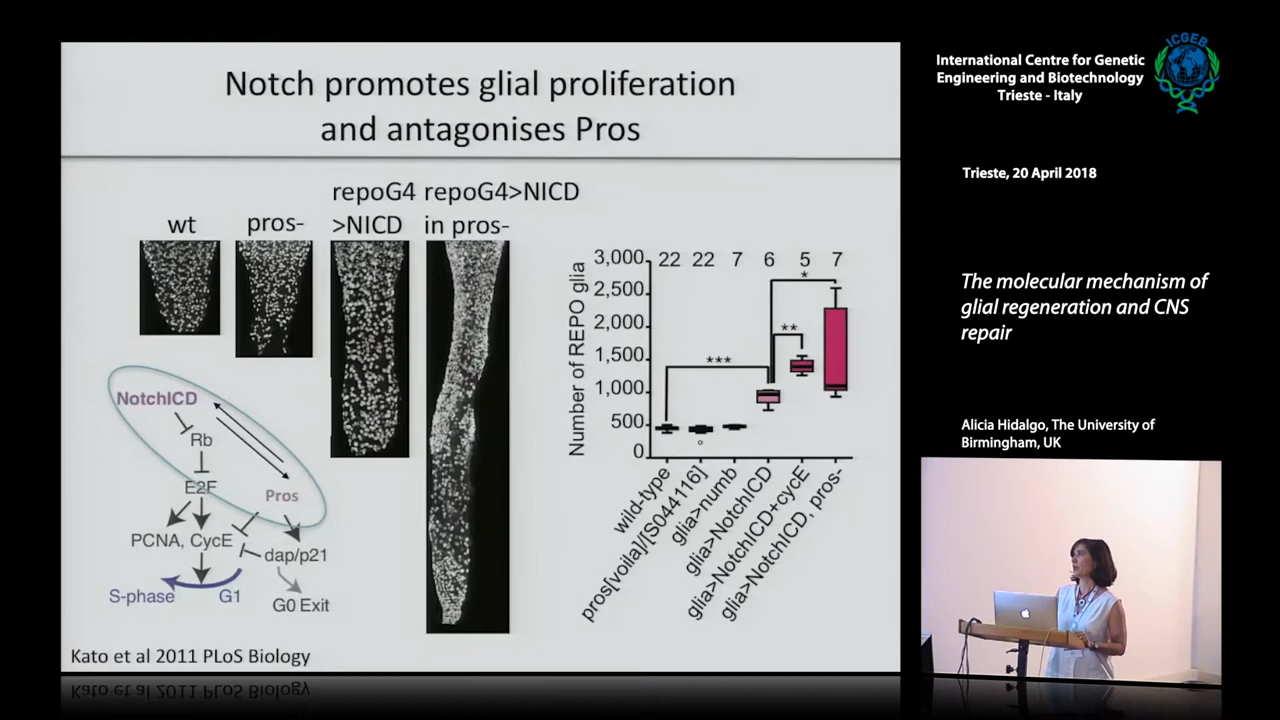 Notch promotes glial proliferation
and antagonises Pros
wt
pros-
repoG4
>NICD
repoG4>NICD
in pros-
NotchICD
Rb
E2F
Pros
PCNA, CycE
dap/p21
S-phase
G1
G0 Exit
Number of REPO glia
3,000
2,500
2,000
1,500
1,000
500
0
22 22 7 6 5 7
*
**
***
wild-type
pros[voila]/[S044116]
glia>numb
glia>NotchICD
glia>NotchICD+cycE
glia>NotchICD, pros-
Kato et al 2011 PLoS Biology
International Centre for Genetic
Engineering and Biotechnology
Trieste - Italy
ICGEB
Trieste, 20 April 2018
The molecular mechanism of
glial regeneration and CNS
repair
Alicia Hidalgo, The University of
Birmingham, UK